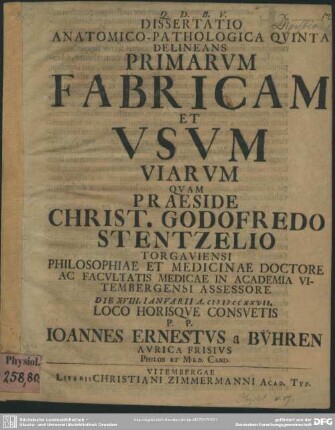 Q. D. B. V.
DISSERTATIO
ANATOMICO-PATHOLOGICA QVINTA
DELINEANS
PRIMARVM
FABRICAM
ET
VSVM
VIARVM
QVAM
PRAESIDE
CHRIST. GODOFREDO
STENTZELIO
TORGAVIENSI
PHILOSOPHIAE ET MEDICINAE DOCTORE
AC FACVLTATIS MEDICAE IN ACADEMIA VI-
TEMBERGENSI ASSESSORE
DIE XVIII. IANVARII A. CIƆIƆCCXXVII.
LOCO HORISQVE CONSVETIS
P. P.
IOANNES ERNESTVS a BÜHREN
AVRICA FRISIVS
PHILOS ET MED. CAND.
VITEMBERGAE
LITERIS CHRISTIANI ZIMMERMANNI ACAD. TYP.
Physiol.
258,80